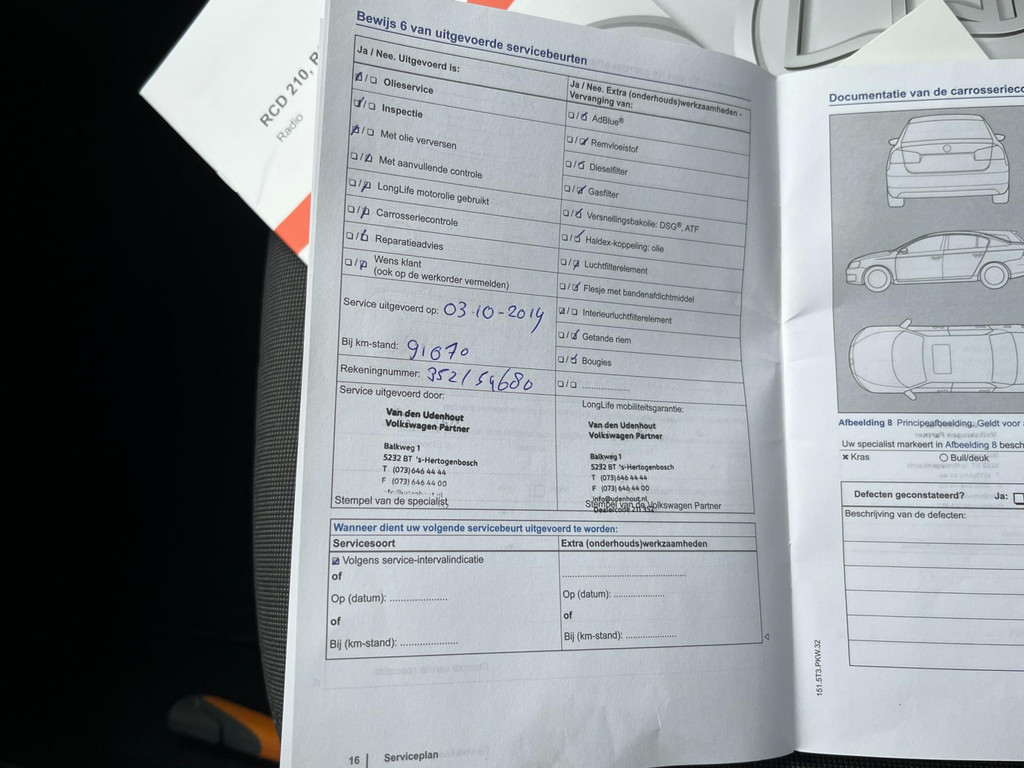 RCD 210, R
Radio
Bewijs 6 van uitgevoerde servicebeurten
Ja / Nee. Uitgevoerd is:
Olieservice
Inspectie
Met olie verversen
Met aanvullende controle
LongLife motorolie gebruikt
Carrosseriecontrole
Reparatieadvies
Wens klant
(ook op de werkorder vermelden)
Service uitgevoerd op: 03-10-2014
Bij km-stand:
Rekeningnummer: 352/54680
Service uitgevoerd door:
Van den Udenhout
Volkswagen Partner
Balkweg 1
5232 BT 's-Hertogenbosch
T (073) 646 44 44
F (073) 646 44 00
Stempel van de specialist
Ja / Nee. Extra (onderhouds)werkzaamheden -
Vervanging van:
AdBlue®
Remvloeistof
Dieselfilter
Gasfilter
Versnellingsbakolie: DSG®, ATF
Haldex-koppeling: olie
Luchtfilterelement
Flesje met bandenafdichtmiddel
Interieurluchtfilterelement
Getande riem
Bougies
LongLife mobiliteitsgarantie:
Van den Udenhout
Volkswagen Partner
Balkweg 1
5232 BT 's-Hertogenbosch
T (073) 646 44 44
F (073) 646 44 00
info@udenhout.nl
Stempel van de Volkswagen Partner
Wanneer dient uw volgende servicebeurt uitgevoerd te worden:
Servicesoort
Volgens service-intervalindicatie
of
Op (datum): ....................
of
Bij (km-stand): ....................
Extra (onderhouds)werkzaamheden
Op (datum): ....................
of
Bij (km-stand): ....................
16 | Serviceplan
Documentatie van de carrosseriec
Afbeelding 8 Principeafbeelding. Geldt voor
Uw specialist markeert in Afbeelding 8 besch
× Kras
Buil/deuk
Defecten geconstateerd? Ja:
Beschrijving van de defecten:
151.5T3.PKW.32